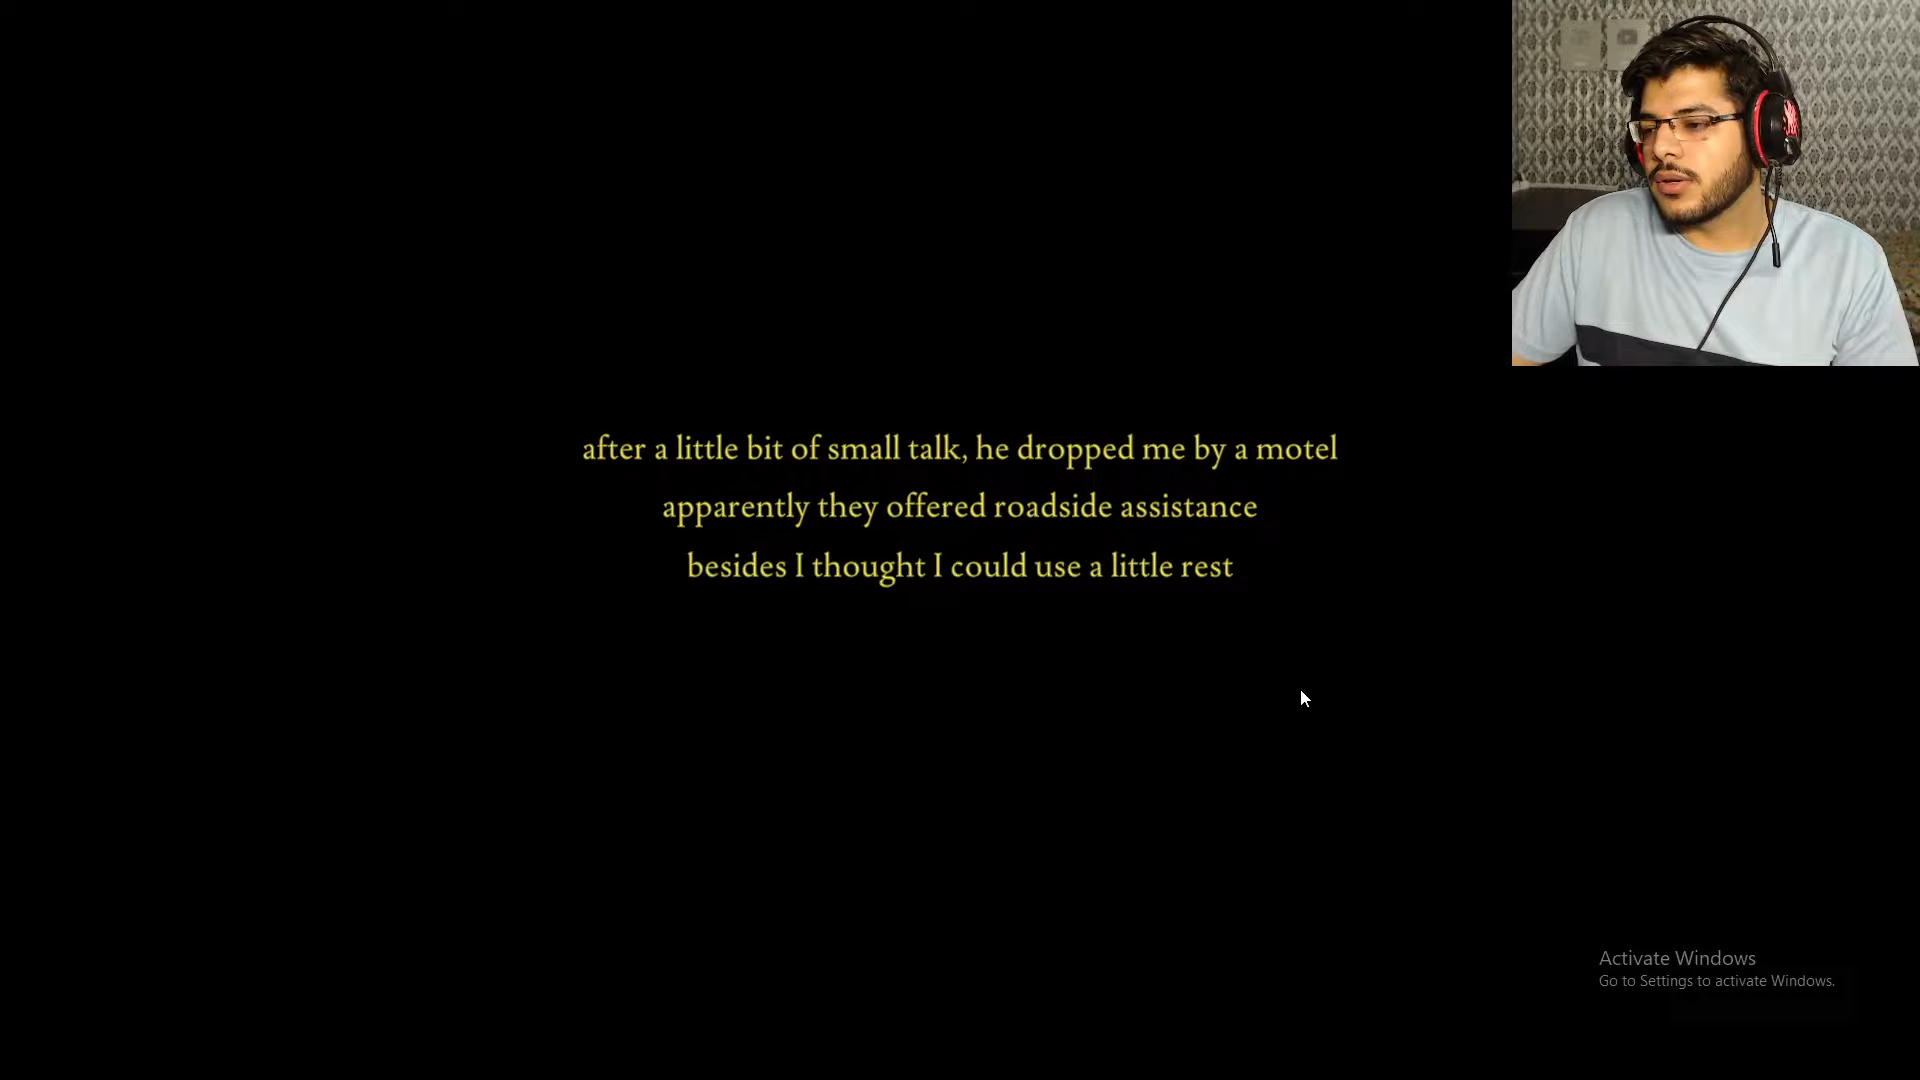 after a little bit of small talk, he dropped me by a motel
apparently they offered roadside assistance
besides I thought I could use a little rest
Activate Windows
Go to Settings to activate Windows.